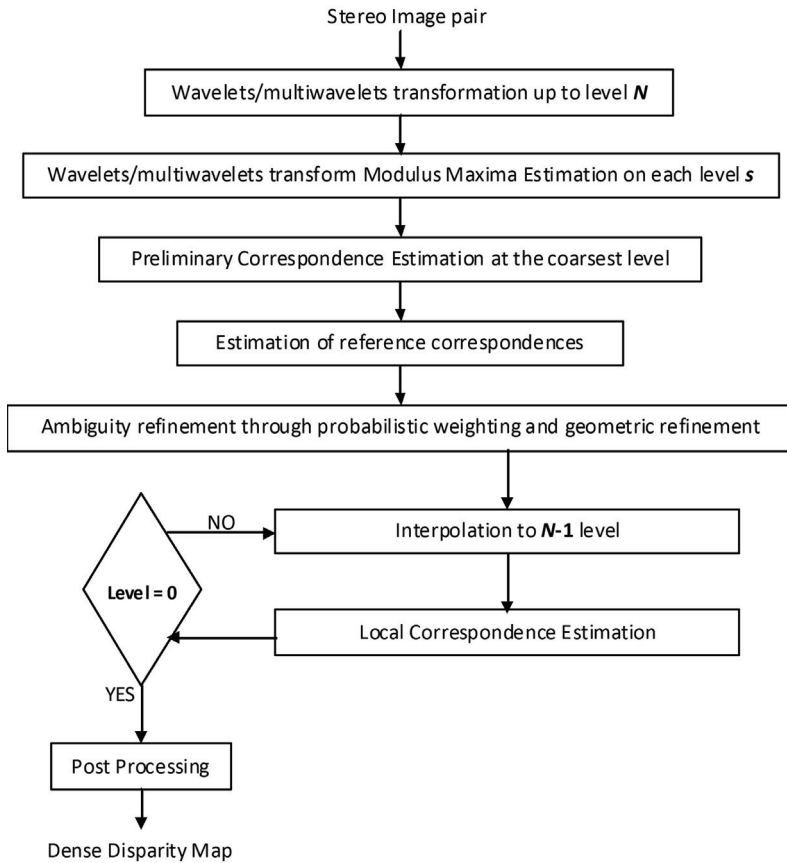 Stereo Image pair
Wavelets/multiwavelets transformation up to level N
Wavelets/multiwavelets transform Modulus Maxima Estimation on each level s
Preliminary Correspondence Estimation at the coarsest level
Estimation of reference correspondences
Ambiguity refinement through probabilistic weighting and geometric refinement
NO
Interpolation to N-1 level
Level = 0
Local Correspondence Estimation
YES
Post Processing
Dense Disparity Map